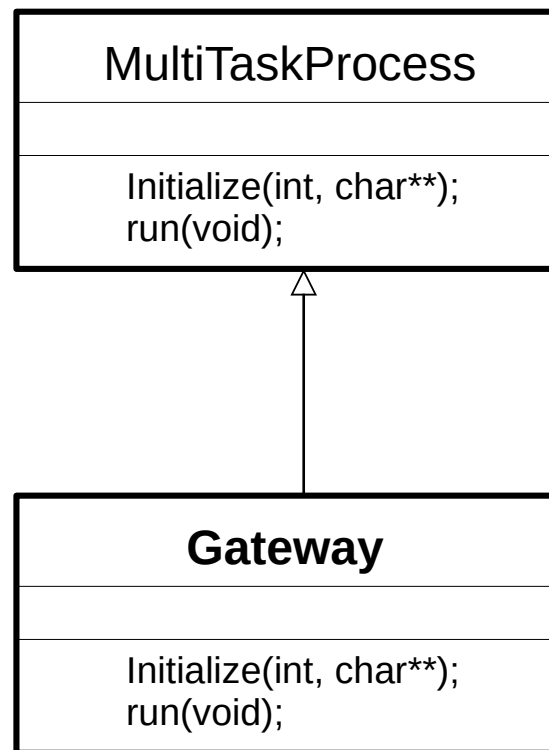 MultiTaskProcess
Initialize(int, char**);
run(void);
Gateway
Initialize(int, char**);
run(void);